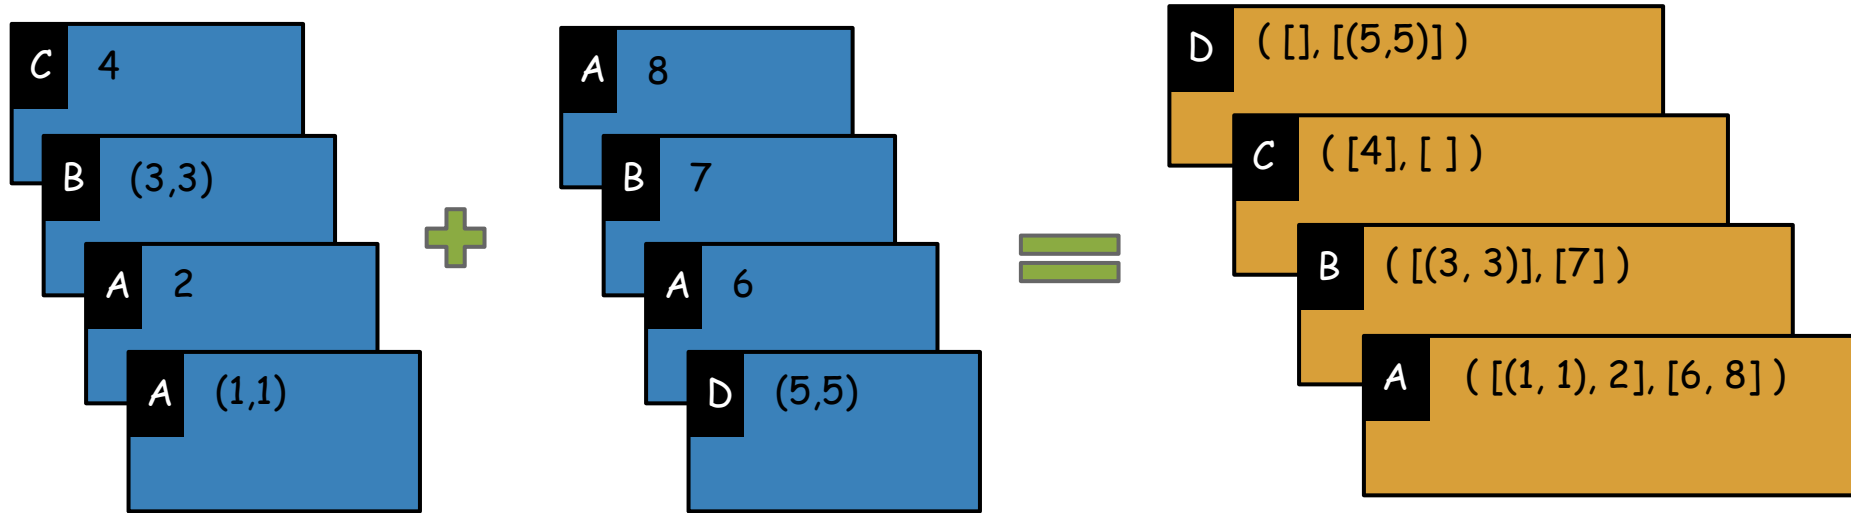 C 4
B (3,3)
A 2
A (1,1)
A 8
B 7
A 6
D (5,5)
D ( [], [(5,5)] )
C ( [4], [ ] )
B ( [(3, 3)], [7] )
A ( [(1, 1), 2], [6, 8] )